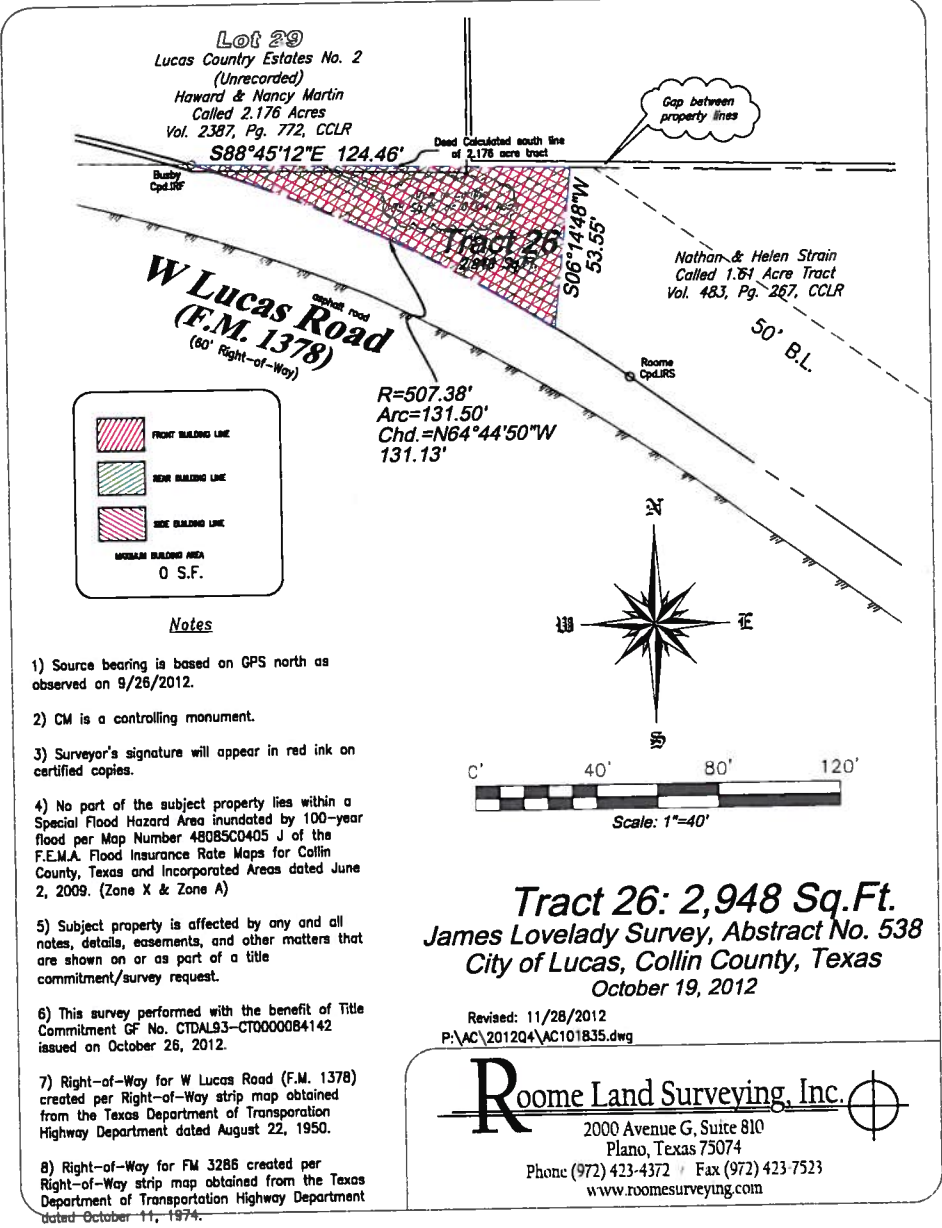 Lot 29
Lucas Country Estates No. 2
(Unrecorded)
Haward & Nancy Martin
Called 2.176 Acres
Vol. 2387, Pg. 772, CCLR
Gap between
property lines
Deed Calculated south line
of 2.176 acre tract
S88°45'12"E 124.46'
Busby
Cpd.IRF
Tract 26
2,948 Sq.Ft.
S06°14'48"W
53.55'
Nathan & Helen Strain
Called 1.61 Acre Tract
Vol. 483, Pg. 267, CCLR
50' B.L.
W Lucas Road
asphalt road
(F.M. 1378)
(60' Right-of-Way)
Roome
Cpd.IRS
R=507.38'
Arc=131.50'
Chd.=N64°44'50"W
131.13'
FRONT BUILDING LINE
REAR BUILDING LINE
SIDE BUILDING LINE
MAXIMUM BUILDING AREA
0 S.F.
N
W
E
S
Notes
1) Source bearing is based on GPS north as
observed on 9/26/2012.
2) CM is a controlling monument.
3) Surveyor's signature will appear in red ink on
certified copies.
4) No part of the subject property lies within a
Special Flood Hazard Area inundated by 100-year
flood per Map Number 48085C0405 J of the
F.E.M.A. Flood Insurance Rate Maps for Collin
County, Texas and Incorporated Areas dated June
2, 2009. (Zone X & Zone A)
5) Subject property is affected by any and all
notes, details, easements, and other matters that
are shown on or as part of a title
commitment/survey request.
6) This survey performed with the benefit of Title
Commitment GF No. CTDAL93-CT0000084142
issued on October 26, 2012.
7) Right-of-Way for W Lucas Road (F.M. 1378)
created per Right-of-Way strip map obtained
from the Texas Department of Transporation
Highway Department dated August 22, 1950.
8) Right-of-Way for FM 3286 created per
Right-of-Way strip map obtained from the Texas
Department of Transportation Highway Department
dated October 11, 1974.
0' 40' 80' 120'
Scale: 1"=40'
Tract 26: 2,948 Sq.Ft.
James Lovelady Survey, Abstract No. 538
City of Lucas, Collin County, Texas
October 19, 2012
Revised: 11/28/2012
P:\AC\2012Q4\AC101835.dwg
Roome Land Surveying, Inc.
2000 Avenue G, Suite 810
Plano, Texas 75074
Phone (972) 423-4372 / Fax (972) 423-7523
www.roomesurveying.com